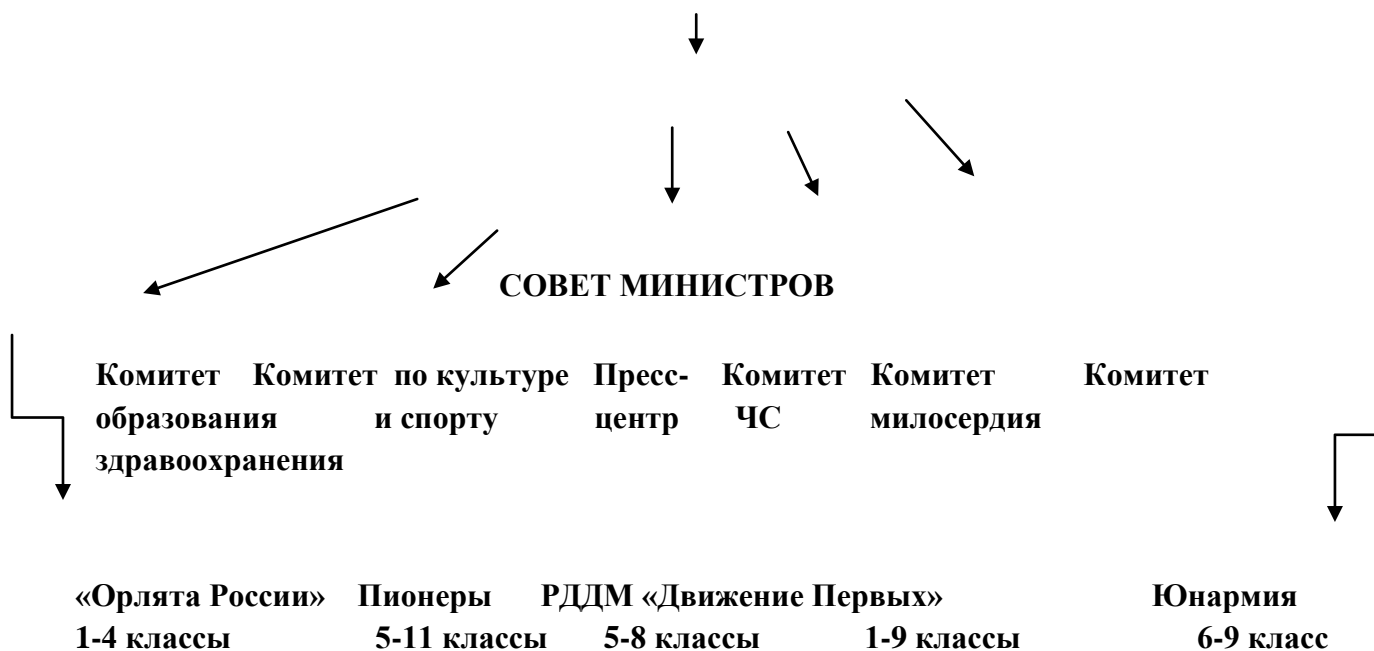 СОВЕТ МИНИСТРОВ
Комитет Комитет по культуре Пресс- Комитет Комитет Комитет
образования и спорту центр ЧС милосердия
здравоохранения
«Орлята России» Пионеры РДДМ «Движение Первых» Юнармия
1-4 классы 5-11 классы 5-8 классы 1-9 классы 6-9 класс